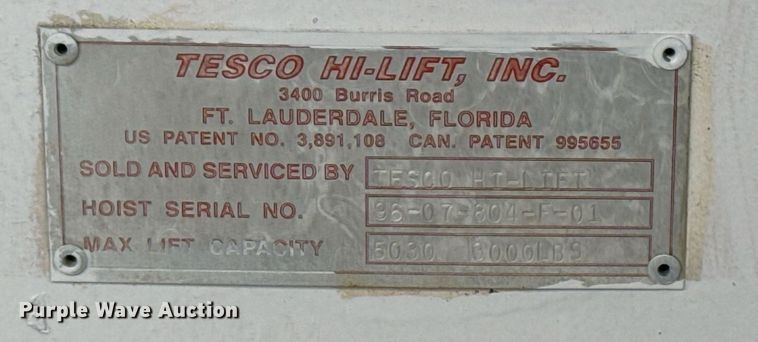 TESCO HI-LIFT, INC.
3400 Burris Road
FT. LAUDERDALE, FLORIDA
US PATENT NO. 3,891,108 CAN. PATENT 995655
SOLD AND SERVICED BY TESCO HI-LIFT
HOIST SERIAL NO. 96-07-804-F-01
MAX LIFT CAPACITY 5030 3000LBS
Purple Wave Auction